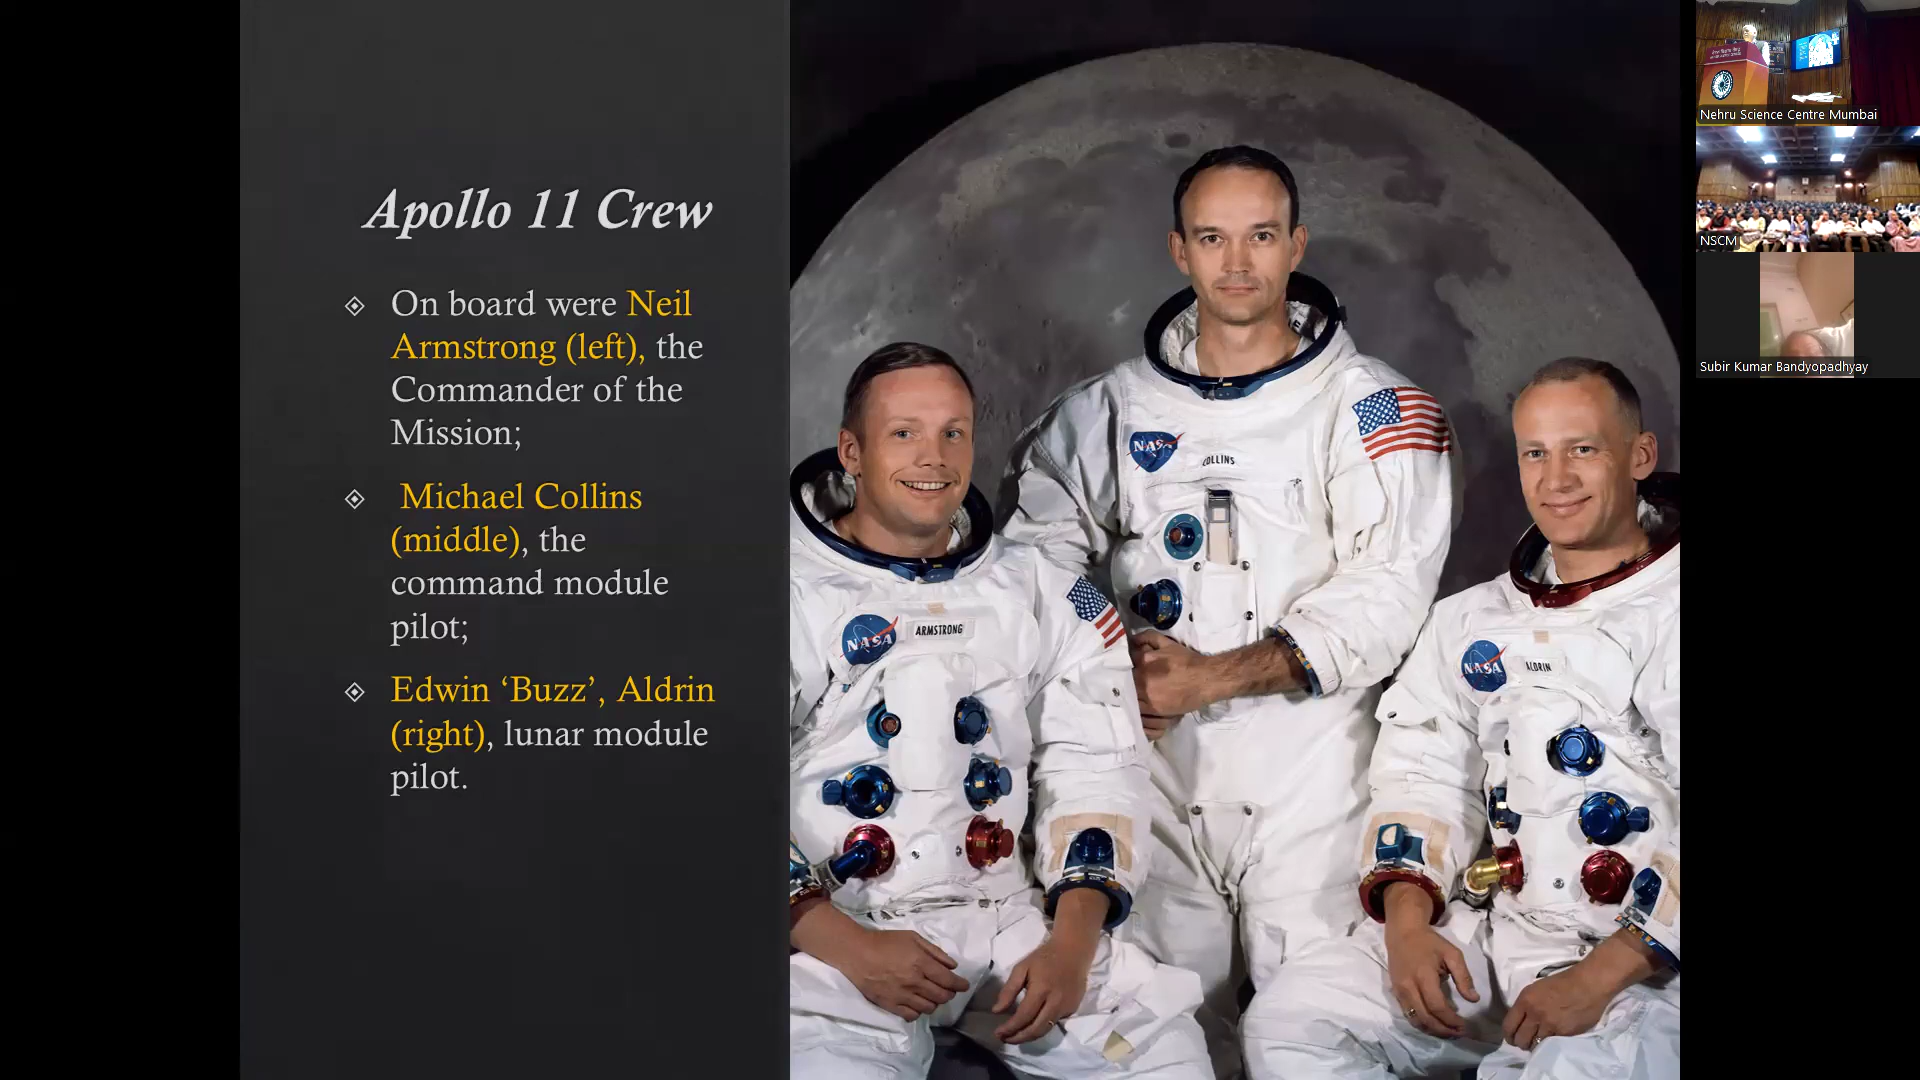 Apollo 11 Crew
On board were Neil
Armstrong (left), the
Commander of the
Mission;
Michael Collins
(middle), the
command module
pilot;
Edwin ‘Buzz’, Aldrin
(right), lunar module
pilot.
NASA
COLLINS
NASA
ARMSTRONG
NASA
ALDRIN
Nehru Science Centre Mumbai
NSCM
Subir Kumar Bandyopadhyay